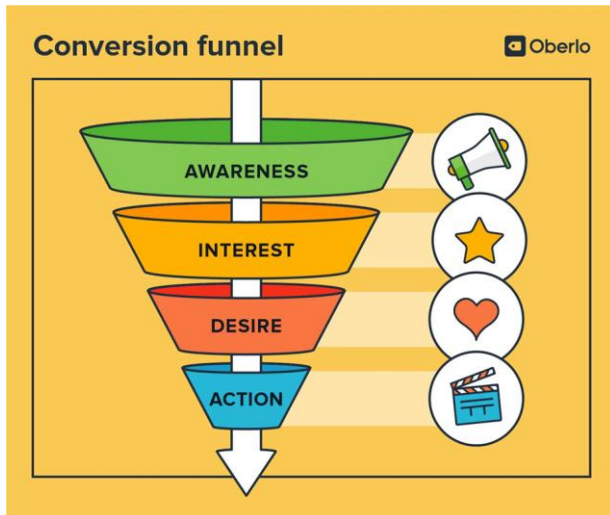 Conversion funnel
Oberlo
AWARENESS
INTEREST
DESIRE
ACTION